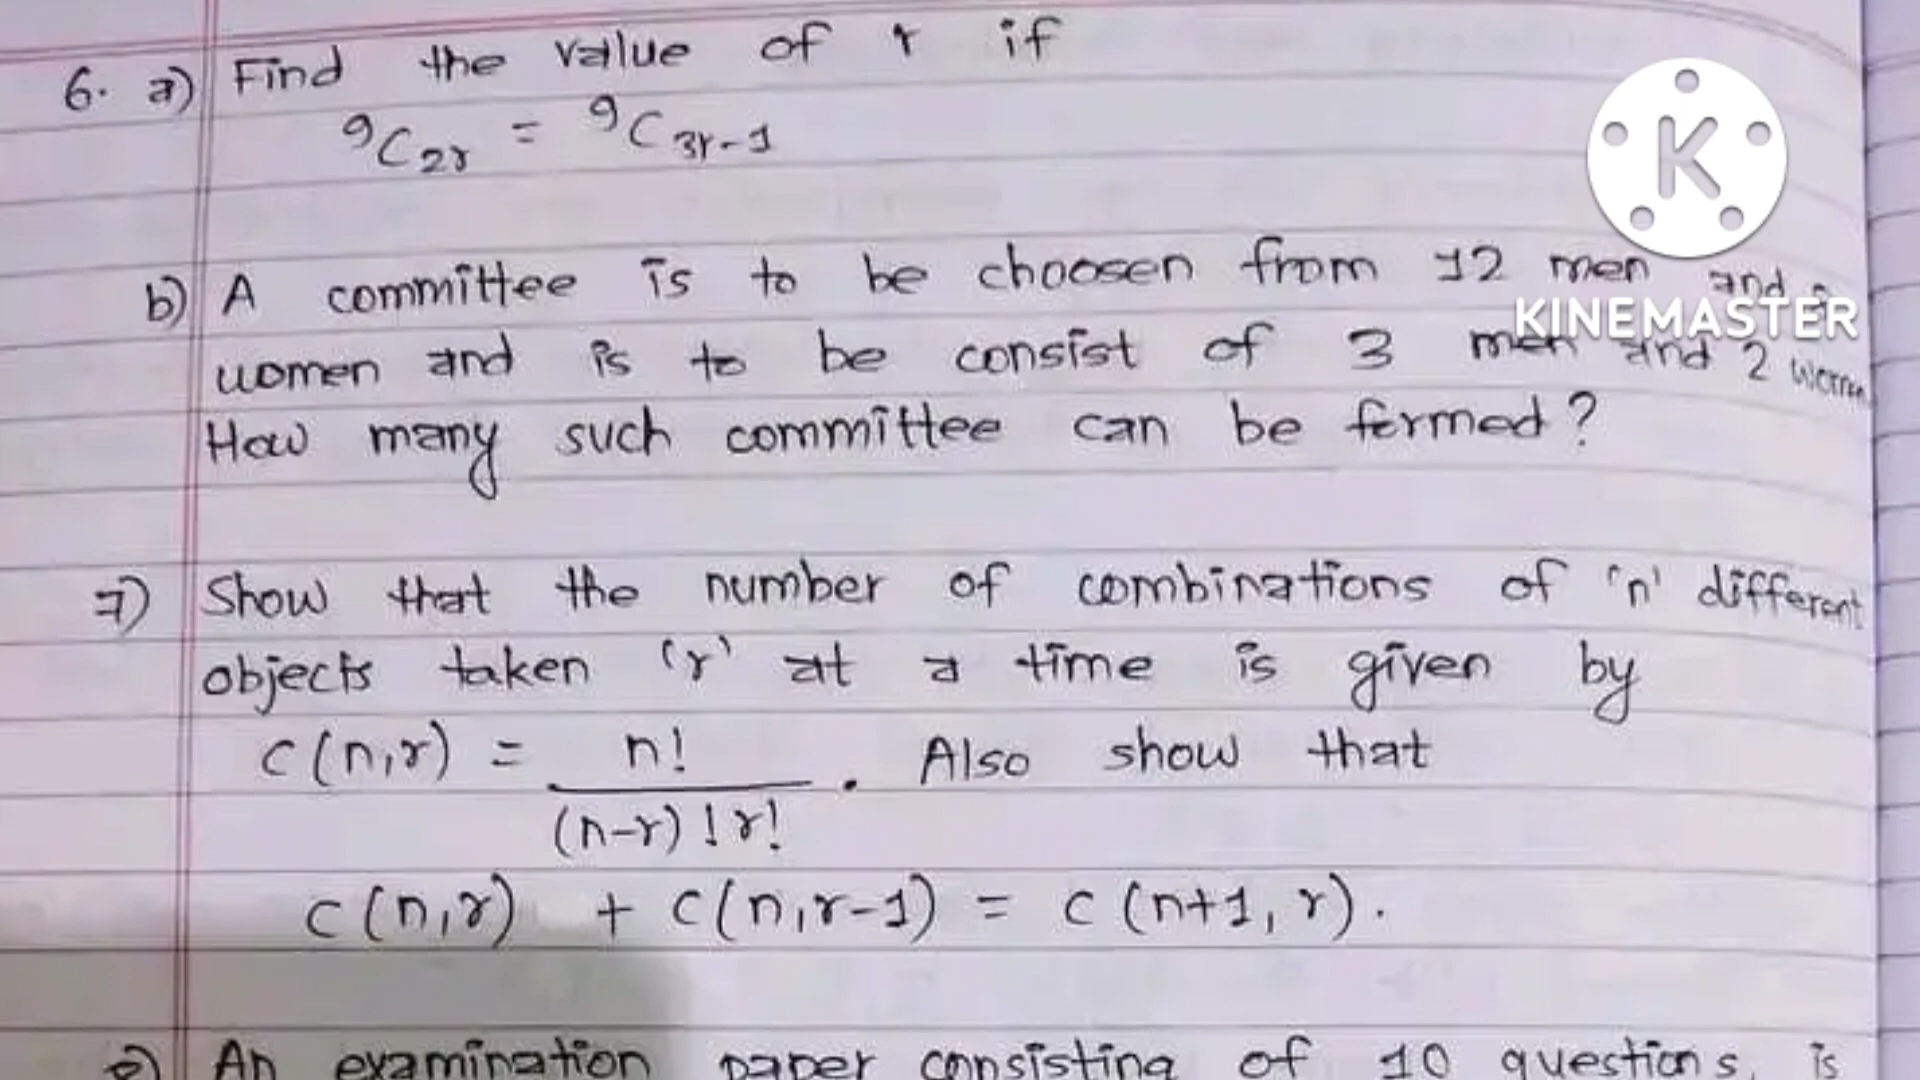 6. a) Find the value of r if
⁹C₂ᵣ = ⁹C₃ᵣ₋₁
K
KINEMASTER
b) A committee is to be choosen from 12 men and
women and is to be consist of 3 men and 2 women
How many such committee can be formed?
7) Show that the number of combinations of 'n' different
objects taken 'r' at a time is given by
C(n,r) = n! / (n-r)!r! . Also show that
C(n,r) + C(n,r-1) = C(n+1, r).
An examination paper consisting of 10 questions, is